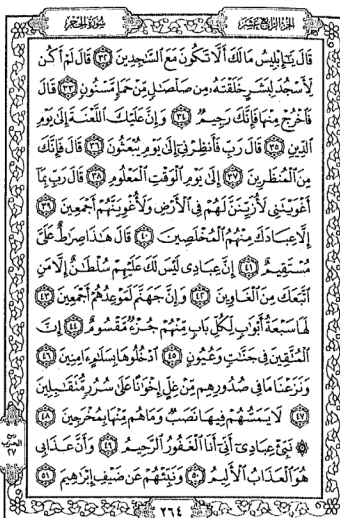 الجزء الرابع عشر
سورة الحجر
قَالَ يَـٰٓإِبْلِيسُ مَا لَكَ أَلَّا تَكُونَ مَعَ ٱلسَّـٰجِدِينَ ٣٢ قَالَ لَمْ أَكُن
لِّأَسْجُدَ لِبَشَرٍ خَلَقْتَهُۥ مِن صَلْصَـٰلٍ مِّنْ حَمَإٍ مَّسْنُونٍ ٣٣ قَالَ
فَٱخْرُجْ مِنْهَا فَإِنَّكَ رَجِيمٌ ٣٤ وَإِنَّ عَلَيْكَ ٱللَّعْنَةَ إِلَىٰ يَوْمِ
ٱلدِّينِ ٣٥ قَالَ رَبِّ فَأَنظِرْنِىٓ إِلَىٰ يَوْمِ يُبْعَثُونَ ٣٦ قَالَ فَإِنَّكَ
مِنَ ٱلْمُنظَرِينَ ٣٧ إِلَىٰ يَوْمِ ٱلْوَقْتِ ٱلْمَعْلُومِ ٣٨ قَالَ رَبِّ بِمَآ
أَغْوَيْتَنِى لَأُزَيِّنَنَّ لَهُمْ فِى ٱلْأَرْضِ وَلَأُغْوِيَنَّهُمْ أَجْمَعِينَ ٣٩
إِلَّا عِبَادَكَ مِنْهُمُ ٱلْمُخْلَصِينَ ٤٠ قَالَ هَـٰذَا صِرَٰطٌ عَلَىَّ
مُسْتَقِيمٌ ٤١ إِنَّ عِبَادِى لَيْسَ لَكَ عَلَيْهِمْ سُلْطَـٰنٌ إِلَّا مَنِ
ٱتَّبَعَكَ مِنَ ٱلْغَاوِينَ ٤٢ وَإِنَّ جَهَنَّمَ لَمَوْعِدُهُمْ أَجْمَعِينَ ٤٣
لَهَا سَبْعَةُ أَبْوَٰبٍ لِّكُلِّ بَابٍ مِّنْهُمْ جُزْءٌ مَّقْسُومٌ ٤٤ إِنَّ
ٱلْمُتَّقِينَ فِى جَنَّـٰتٍ وَعُيُونٍ ٤٥ ٱدْخُلُوهَا بِسَلَـٰمٍ ءَامِنِينَ ٤٦
وَنَزَعْنَا مَا فِى صُدُورِهِم مِّنْ غِلٍّ إِخْوَٰنًا عَلَىٰ سُرُرٍ مُّتَقَـٰبِلِينَ
٤٧ لَا يَمَسُّهُمْ فِيهَا نَصَبٌ وَمَا هُم مِّنْهَا بِمُخْرَجِينَ ٤٨
۞ نَبِّئْ عِبَادِىٓ أَنِّىٓ أَنَا ٱلْغَفُورُ ٱلرَّحِيمُ ٤٩ وَأَنَّ عَذَابِى
هُوَ ٱلْعَذَابُ ٱلْأَلِيمُ ٥٠ وَنَبِّئْهُمْ عَن ضَيْفِ إِبْرَٰهِيمَ ٥١
الحزب
٢٧
٢٦٤